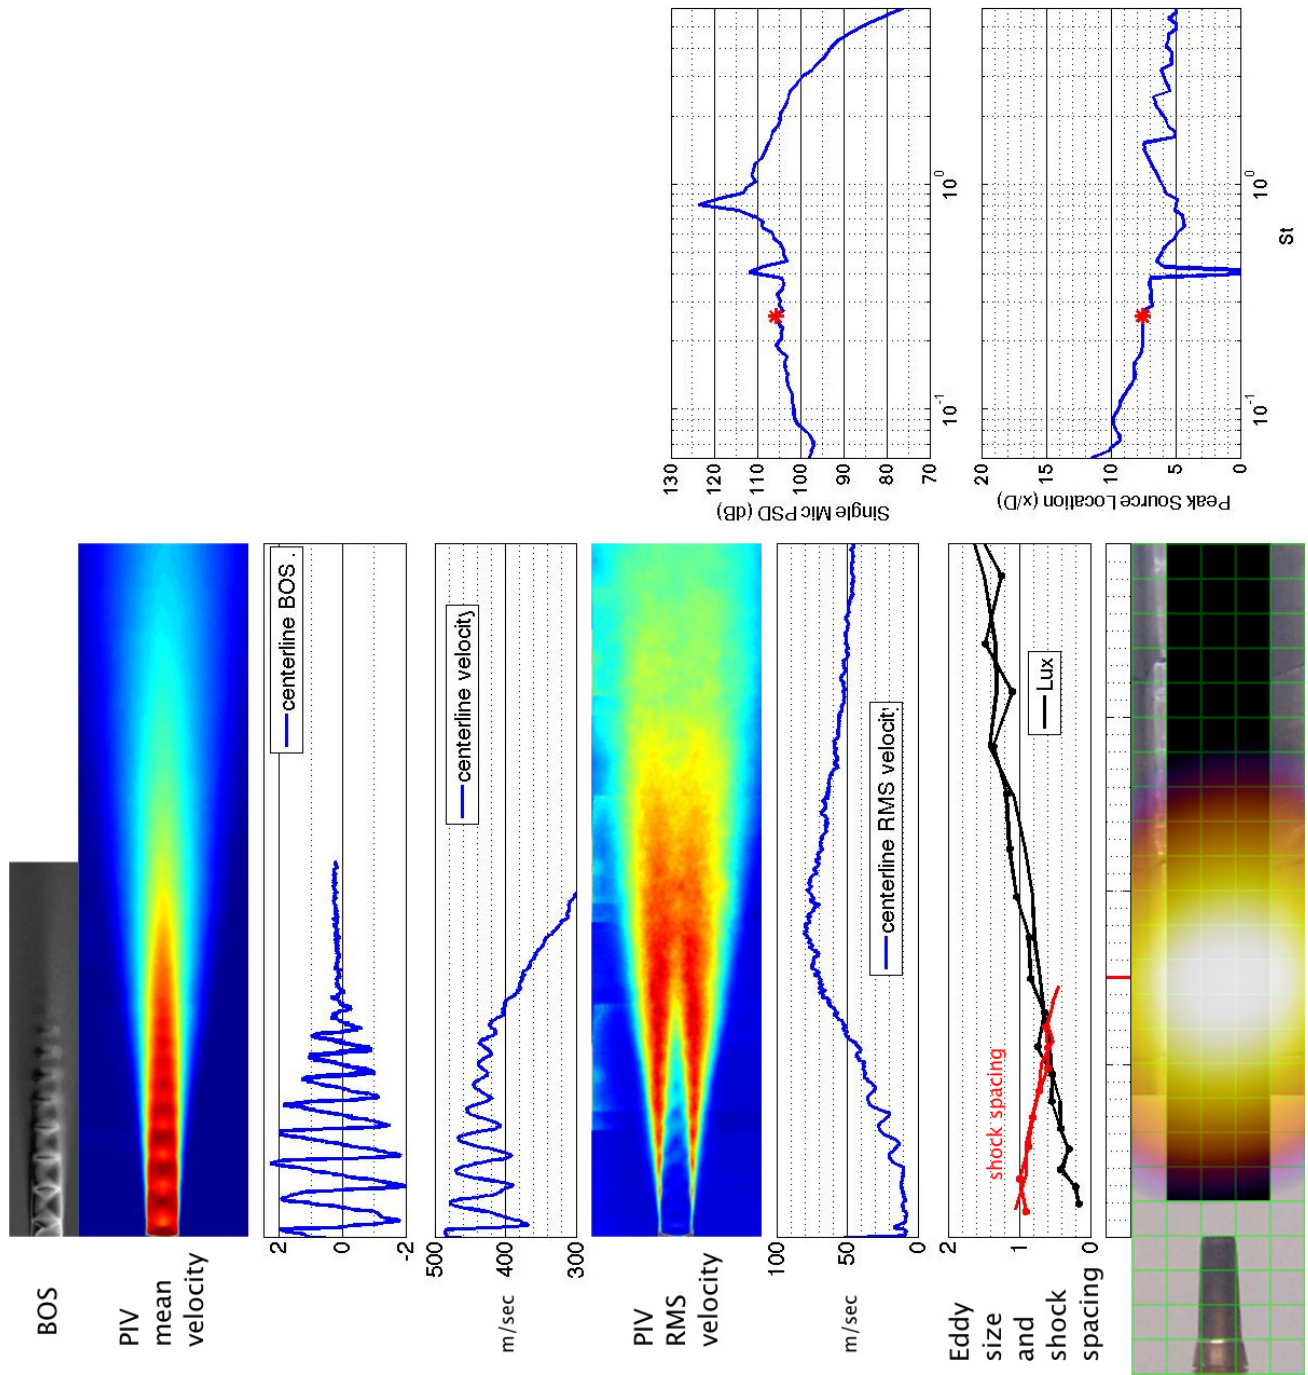 BOS
PIV
mean
velocity
centerline BOS.
2
0
-2
centerline velocity
500
400
300
m/sec
PIV
RMS
velocity
centerline RMS velocit
100
50
0
m/sec
Eddy
size
and
shock
spacing
shock spacing
Lux
2
1
0
130
120
110
100
90
80
70
Single Mic PSD (dB)
10-1
100
20
15
10
5
0
Peak Source Location (x/D)
10-1
100
St